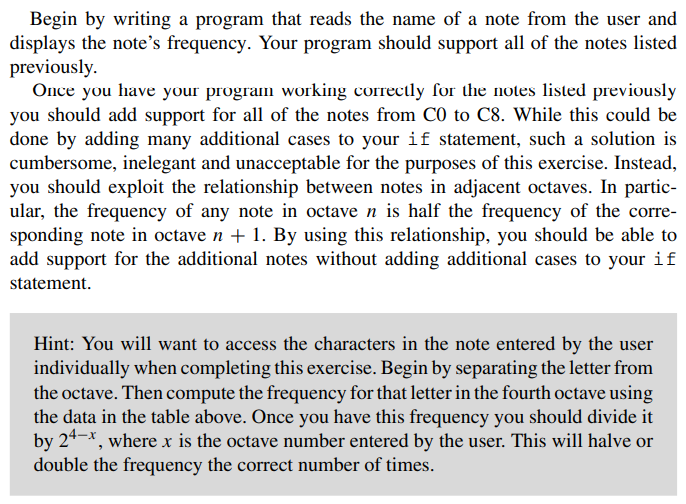 Begin by writing a program that reads the name of a note from the user and
displays the note's frequency. Your program should support all of the notes listed
previously.
Once you have your program working correctly for the notes listed previously
you should add support for all of the notes from C0 to C8. While this could be
done by adding many additional cases to your if statement, such a solution is
cumbersome, inelegant and unacceptable for the purposes of this exercise. Instead,
you should exploit the relationship between notes in adjacent octaves. In partic-
ular, the frequency of any note in octave n is half the frequency of the corre-
sponding note in octave n + 1. By using this relationship, you should be able to
add support for the additional notes without adding additional cases to your if
statement.
Hint: You will want to access the characters in the note entered by the user
individually when completing this exercise. Begin by separating the letter from
the octave. Then compute the frequency for that letter in the fourth octave using
the data in the table above. Once you have this frequency you should divide it
by 2⁴⁻ˣ, where x is the octave number entered by the user. This will halve or
double the frequency the correct number of times.